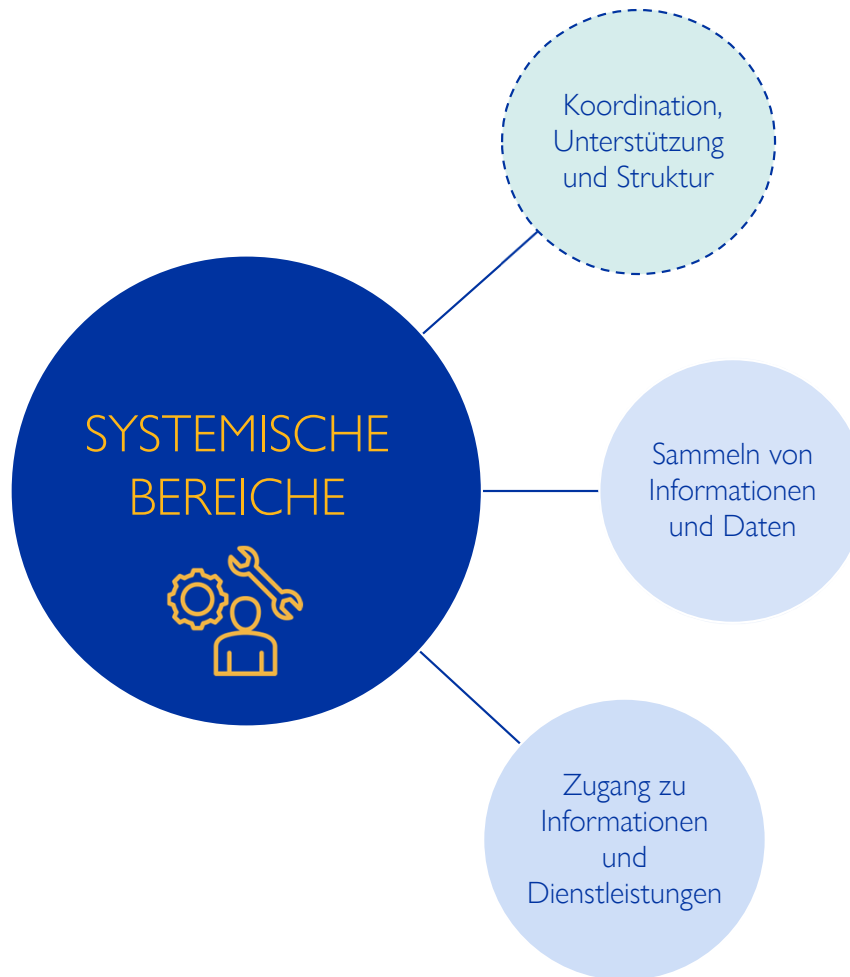 Koordination,
Unterstützung
und Struktur
SYSTEMISCHE
BEREICHE
Sammeln von
Informationen
und Daten
Zugang zu
Informationen
und
Dienstleistungen